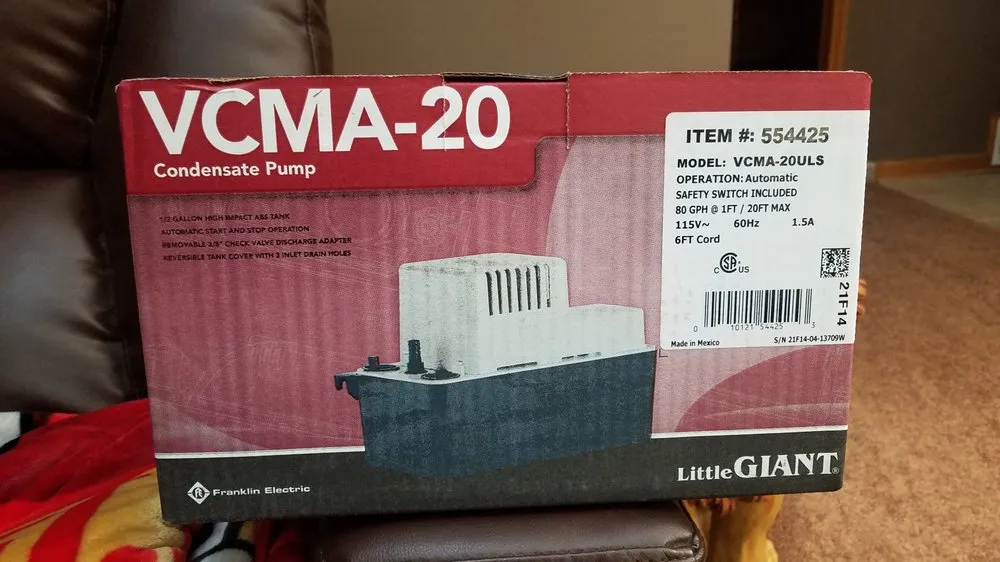 VCMA-20
Condensate Pump
1/2 GALLON HIGH IMPACT ABS TANK
AUTOMATIC START AND STOP OPERATION
REMOVABLE 3/8" CHECK VALVE DISCHARGE ADAPTER
REVERSIBLE TANK COVER WITH 3 INLET DRAIN HOLES
ITEM #: 554425
MODEL: VCMA-20ULS
OPERATION: Automatic
SAFETY SWITCH INCLUDED
80 GPH @ 1FT / 20FT MAX
115V~ 60Hz 1.5A
6FT Cord
C SA US
21F14
0 10121 54425 3
Made in Mexico
S/N 21F14-04-13709W
Franklin Electric
Little GIANT®